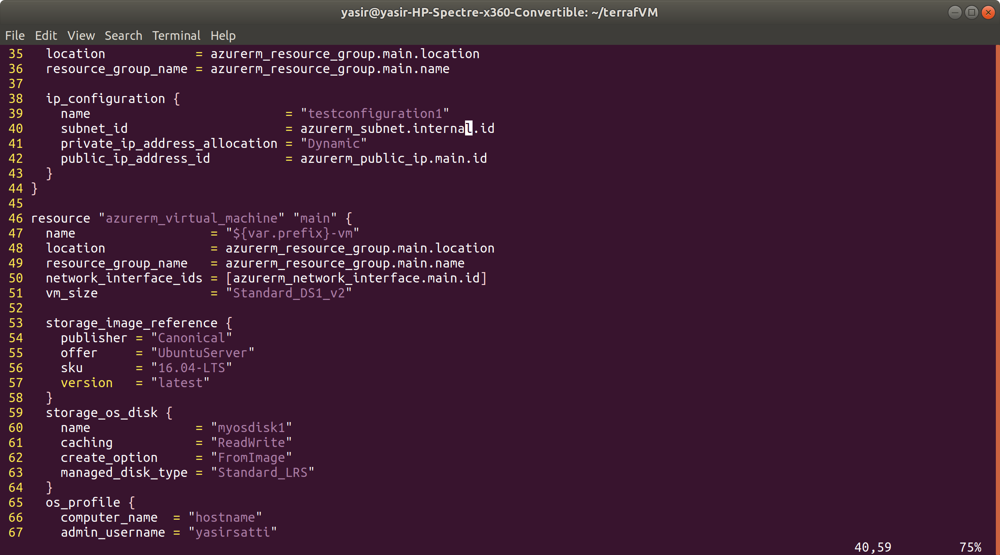 yasir@yasir-HP-Spectre-x360-Convertible: ~/terrafVM
File Edit View Search Terminal Help
35   location            = azurerm_resource_group.main.location
36   resource_group_name = azurerm_resource_group.main.name
37
38   ip_configuration {
39     name                          = "testconfiguration1"
40     subnet_id                     = azurerm_subnet.internal.id
41     private_ip_address_allocation = "Dynamic"
42     public_ip_address_id          = azurerm_public_ip.main.id
43   }
44 }
45
46 resource "azurerm_virtual_machine" "main" {
47   name                  = "${var.prefix}-vm"
48   location              = azurerm_resource_group.main.location
49   resource_group_name   = azurerm_resource_group.main.name
50   network_interface_ids = [azurerm_network_interface.main.id]
51   vm_size               = "Standard_DS1_v2"
52
53   storage_image_reference {
54     publisher = "Canonical"
55     offer     = "UbuntuServer"
56     sku       = "16.04-LTS"
57     version   = "latest"
58   }
59   storage_os_disk {
60     name              = "myosdisk1"
61     caching           = "ReadWrite"
62     create_option     = "FromImage"
63     managed_disk_type = "Standard_LRS"
64   }
65   os_profile {
66     computer_name  = "hostname"
67     admin_username = "yasirsatti"
40,59 75%